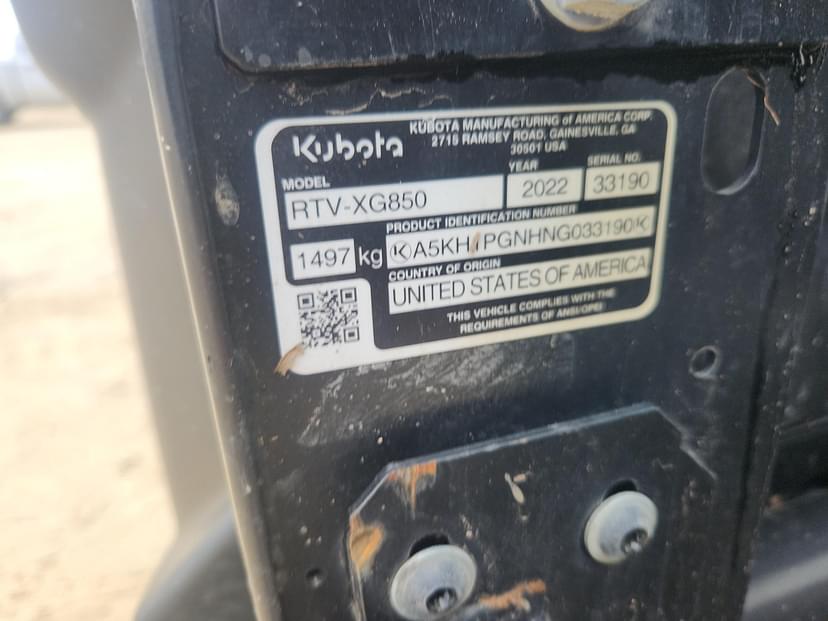 Kubota
KUBOTA MANUFACTURING of AMERICA CORP.
2715 RAMSEY ROAD, GAINESVILLE, GA
30501 USA
MODEL
RTV-XG850
YEAR
2022
SERIAL NO.
33190
1497 kg
PRODUCT IDENTIFICATION NUMBER
COUNTRY OF ORIGIN
UNITED STATES OF AMERICA
THIS VEHICLE COMPLIES WITH THE
REQUIREMENTS OF ANSI/OPEI